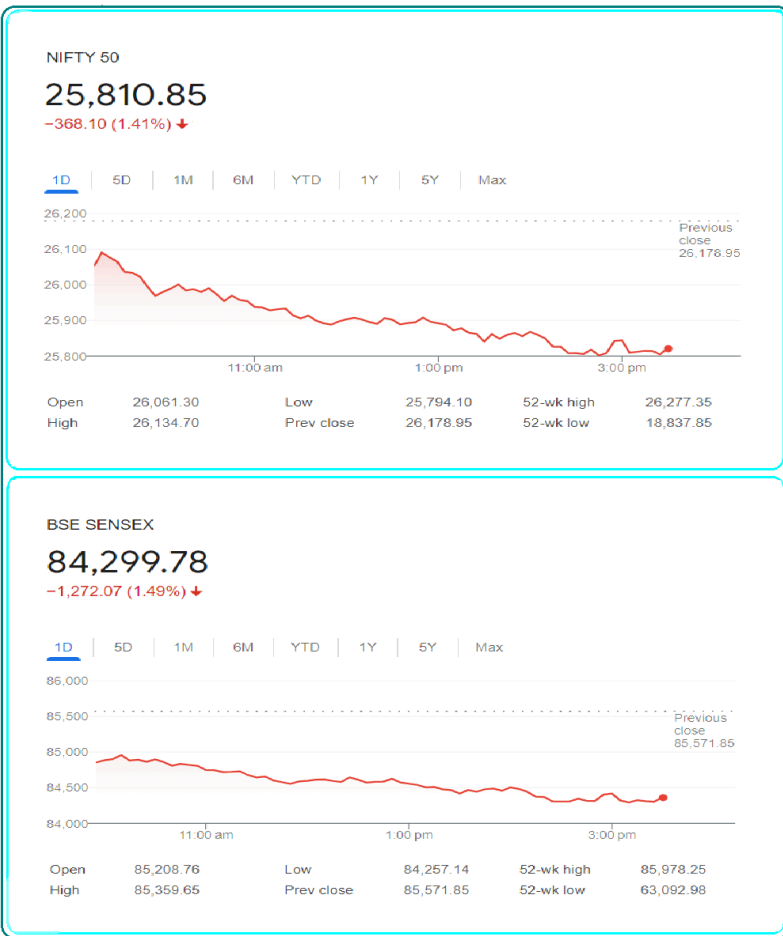 NIFTY 50
25,810.85
−368.10 (1.41%) ↓
1D 5D 1M 6M YTD 1Y 5Y Max
26,200
Previous
close
26,178.95
26,100
26,000
25,900
25,800
11:00 am 1:00 pm 3:00 pm
Open 26,061.30 Low 25,794.10 52-wk high 26,277.35
High 26,134.70 Prev close 26,178.95 52-wk low 18,837.85
BSE SENSEX
84,299.78
−1,272.07 (1.49%) ↓
1D 5D 1M 6M YTD 1Y 5Y Max
86,000
85,500
Previous
close
85,571.85
85,000
84,500
84,000
11:00 am 1:00 pm 3:00 pm
Open 85,208.76 Low 84,257.14 52-wk high 85,978.25
High 85,359.65 Prev close 85,571.85 52-wk low 63,092.98